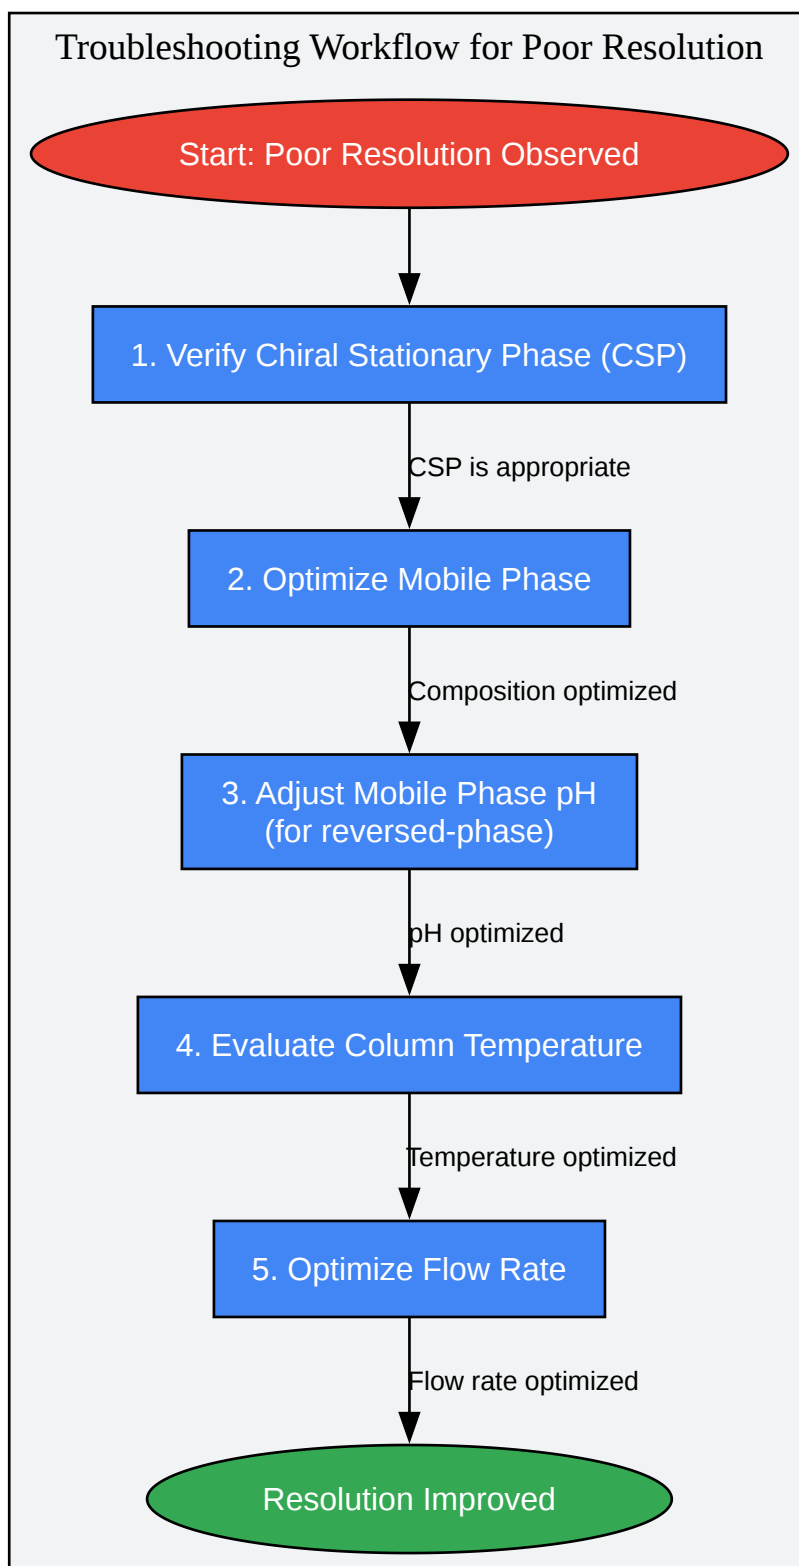 Troubleshooting Workflow for Poor Resolution
Start: Poor Resolution Observed
1. Verify Chiral Stationary Phase (CSP)
CSP is appropriate
2. Optimize Mobile Phase
Composition optimized
3. Adjust Mobile Phase pH
(for reversed-phase)
pH optimized
4. Evaluate Column Temperature
Temperature optimized
5. Optimize Flow Rate
Flow rate optimized
Resolution Improved